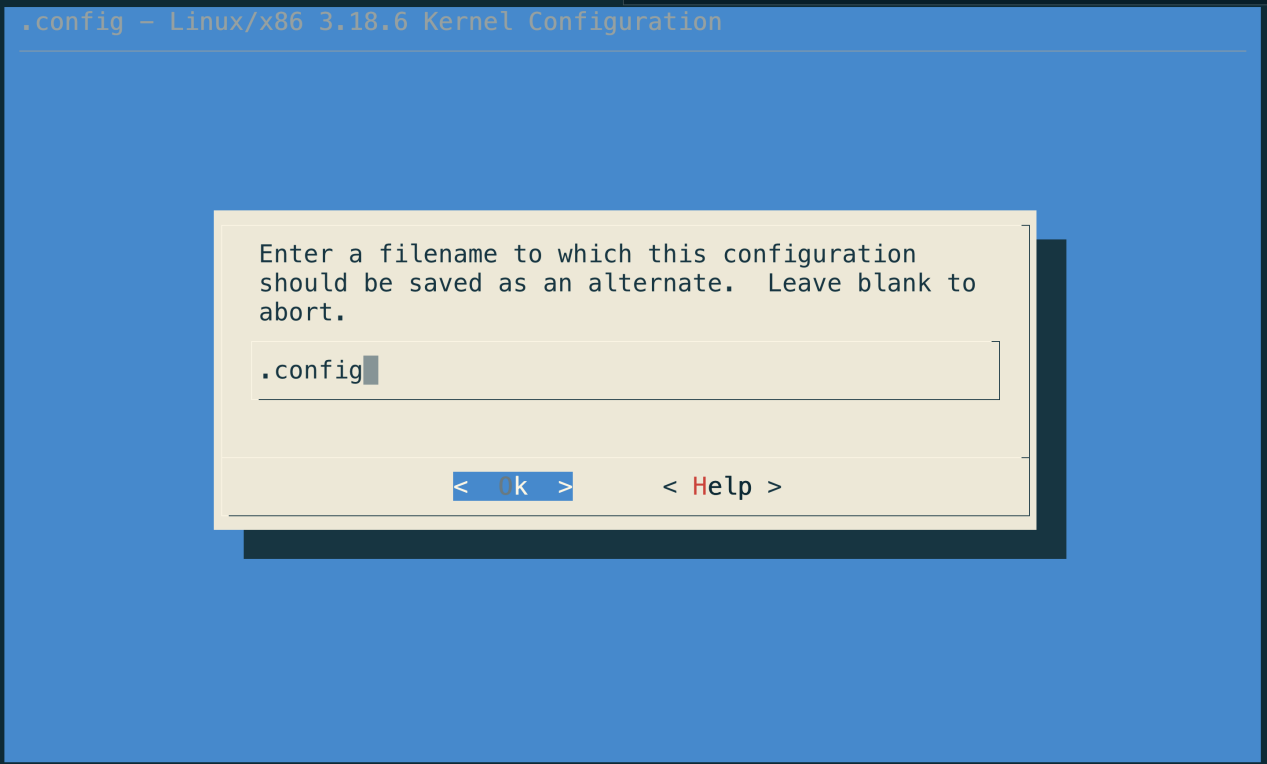 .config - Linux/x86 3.18.6 Kernel Configuration
Enter a filename to which this configuration
should be saved as an alternate.  Leave blank to
abort.
.config
<  Ok  >      < Help >